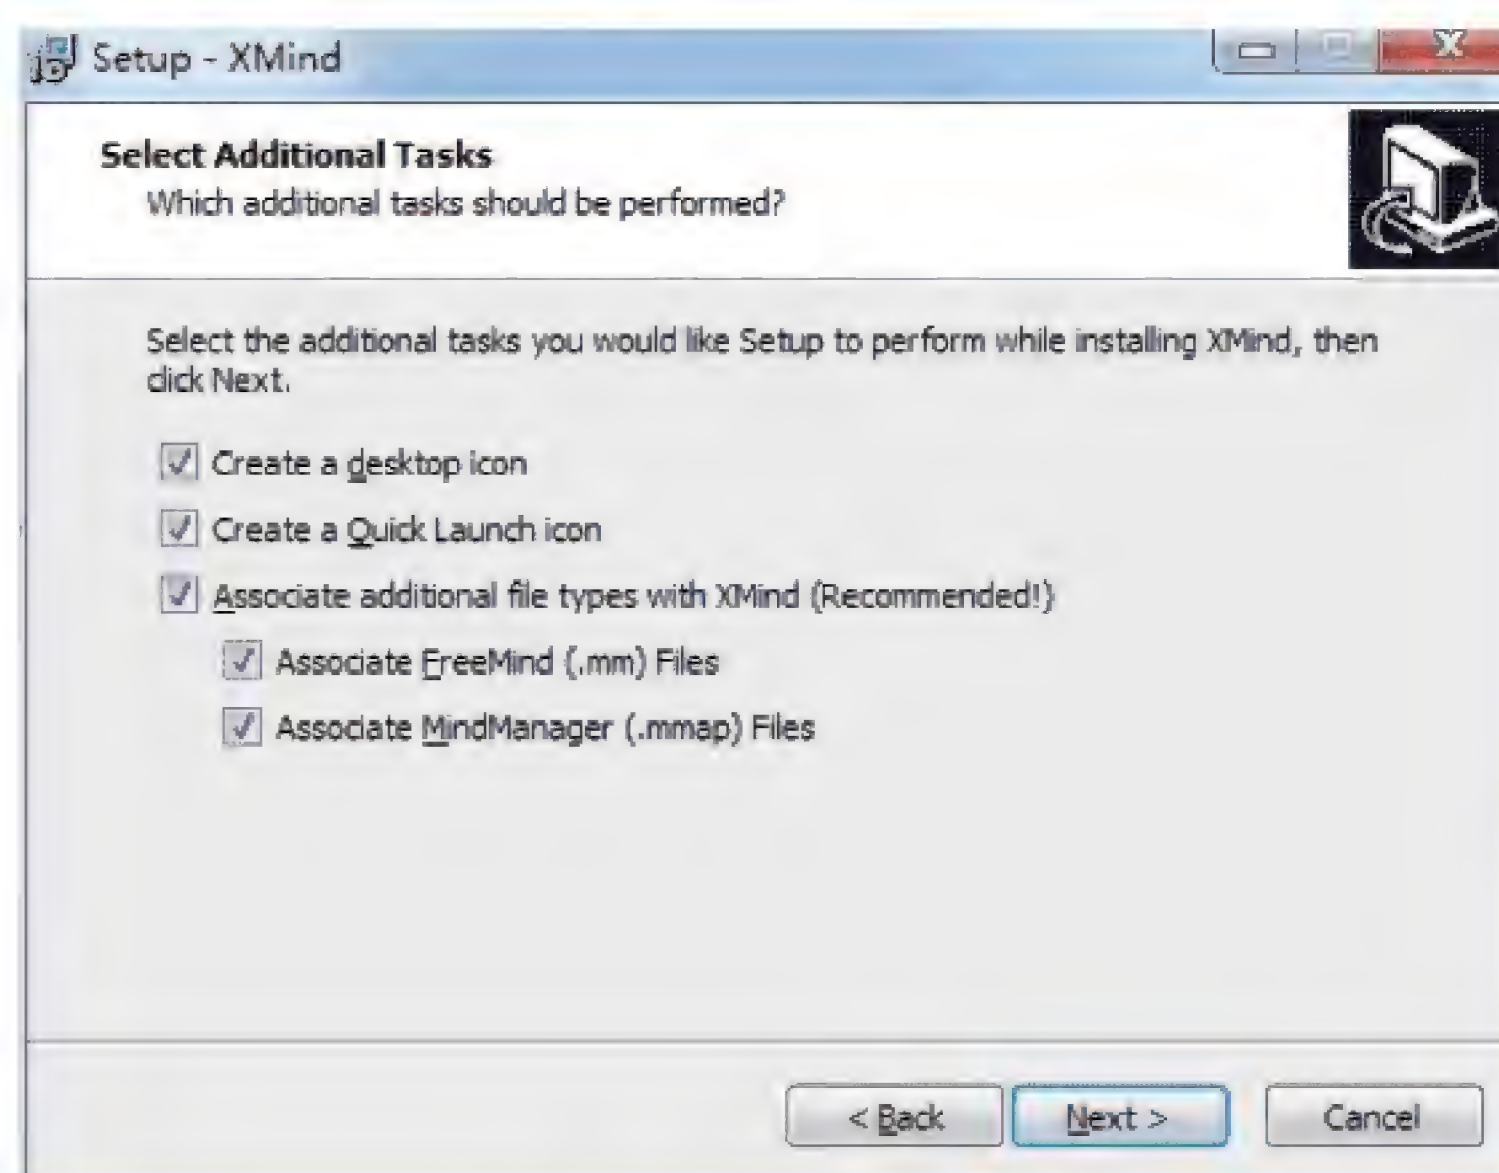 Setup - XMind
Select Additional Tasks
Which additional tasks should be performed?
Select the additional tasks you would like Setup to perform while installing XMind, then
click Next.
Create a desktop icon
Create a Quick Launch icon
Associate additional file types with XMind (Recommended!)
Associate FreeMind (.mm) Files
Associate MindManager (.mmap) Files
< Back
Next >
Cancel